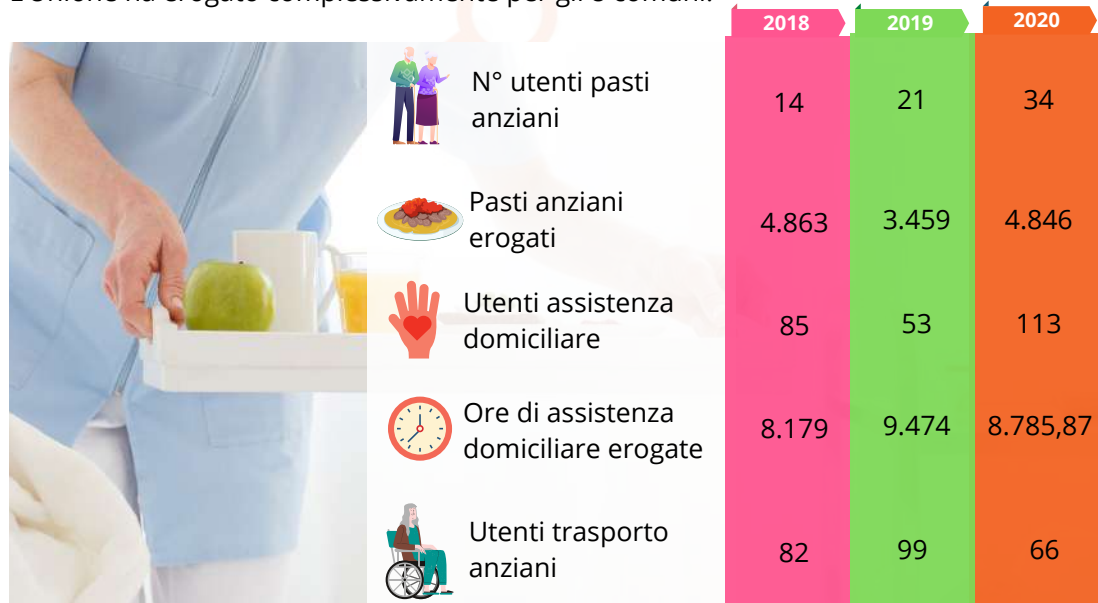 2018 2019 2020
N° utenti pasti
anziani
14 21 34
Pasti anziani
erogati
4.863 3.459 4.846
Utenti assistenza
domiciliare
85 53 113
Ore di assistenza
domiciliare erogate
8.179 9.474 8.785,87
Utenti trasporto
anziani
82 99 66